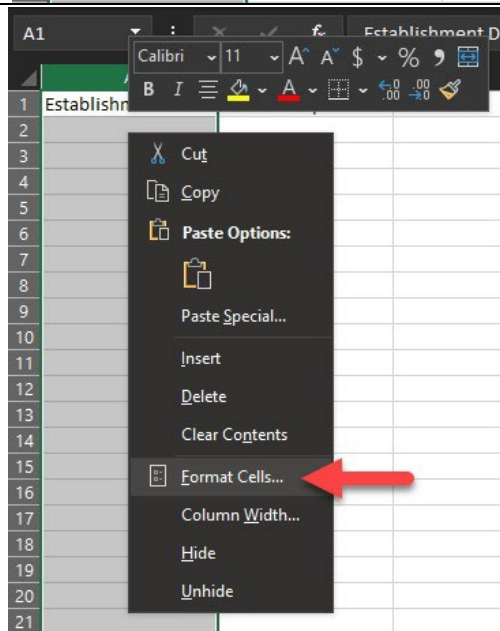 A1 Establishment D
Calibri 11 A A $ % 9
B I A .00 .00
1 Establishm
2
3 Cut
4 Copy
5
6 Paste Options:
7
8
9 Paste Special...
10
11 Insert
12 Delete
13
14 Clear Contents
15 Format Cells...
16
17 Column Width...
18 Hide
19
20 Unhide
21